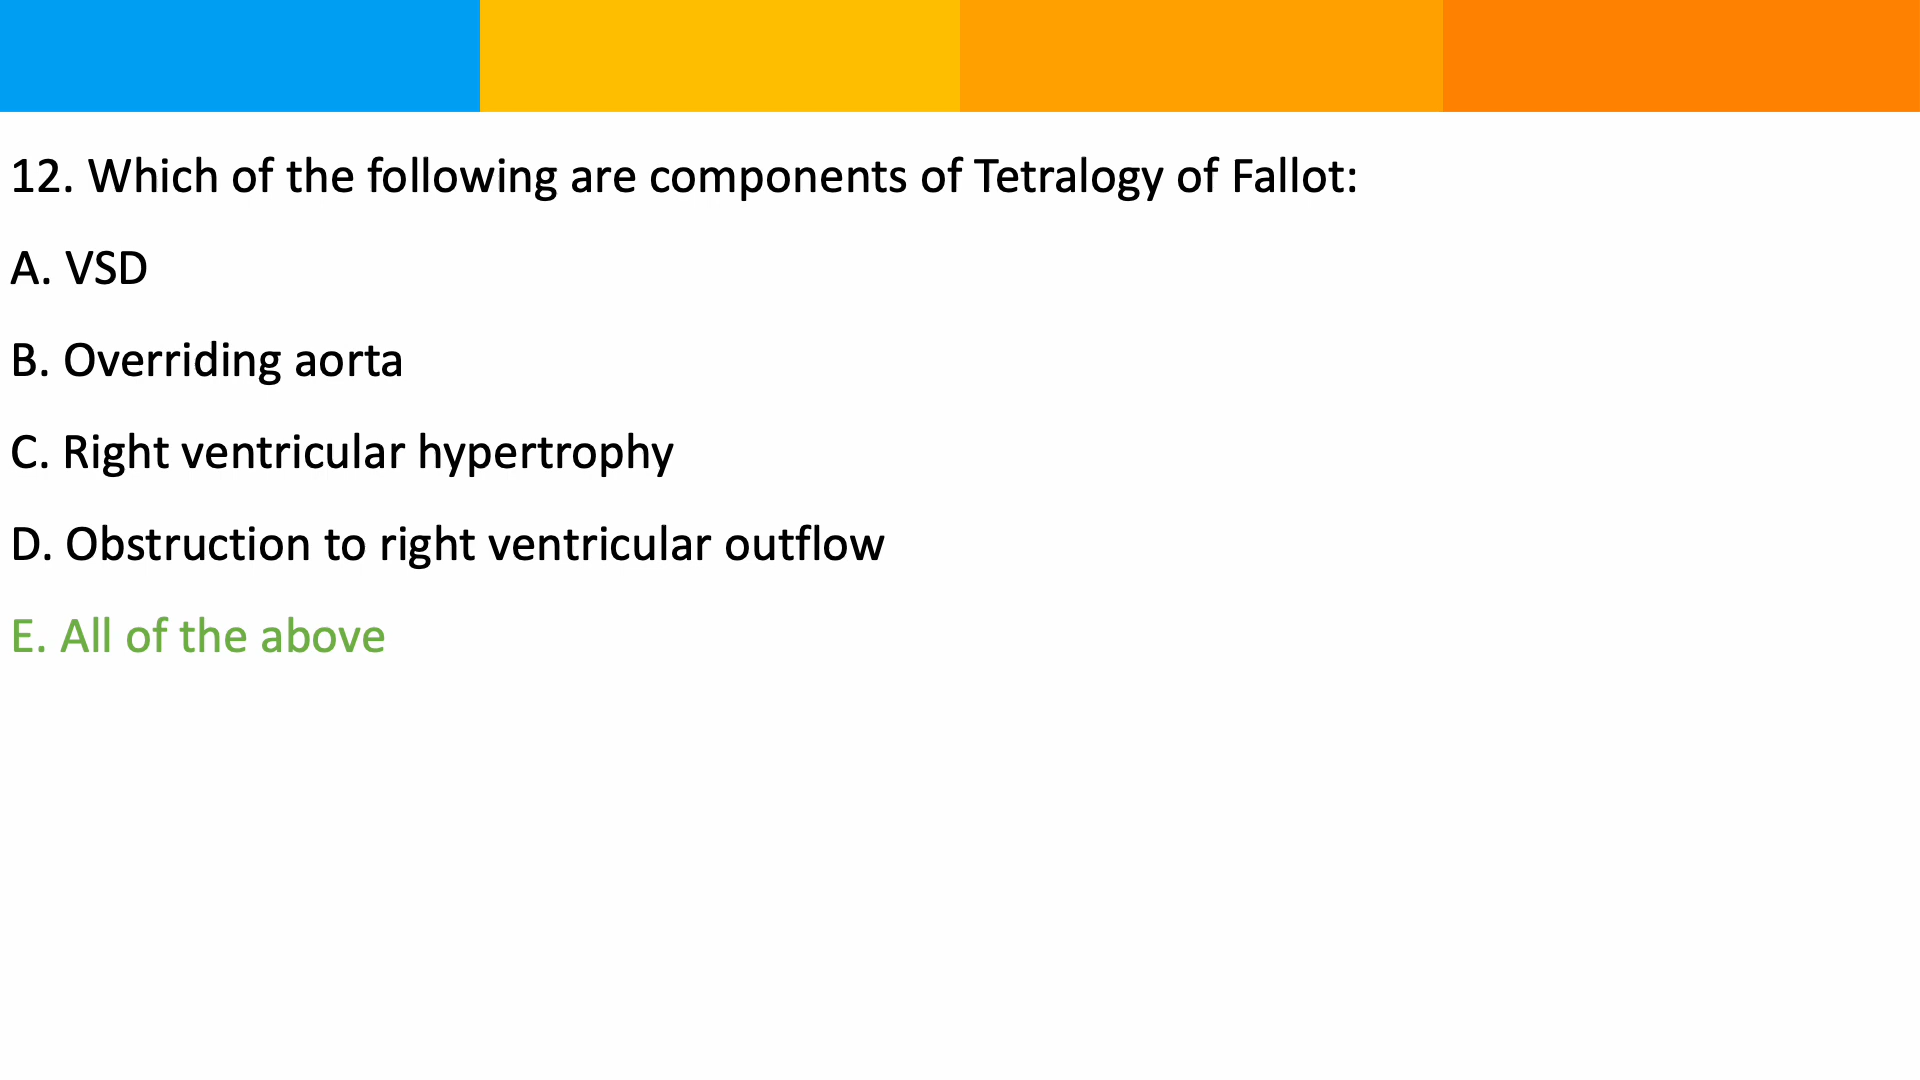 12. Which of the following are components of Tetralogy of Fallot:
A. VSD
B. Overriding aorta
C. Right ventricular hypertrophy
D. Obstruction to right ventricular outflow
E. All of the above